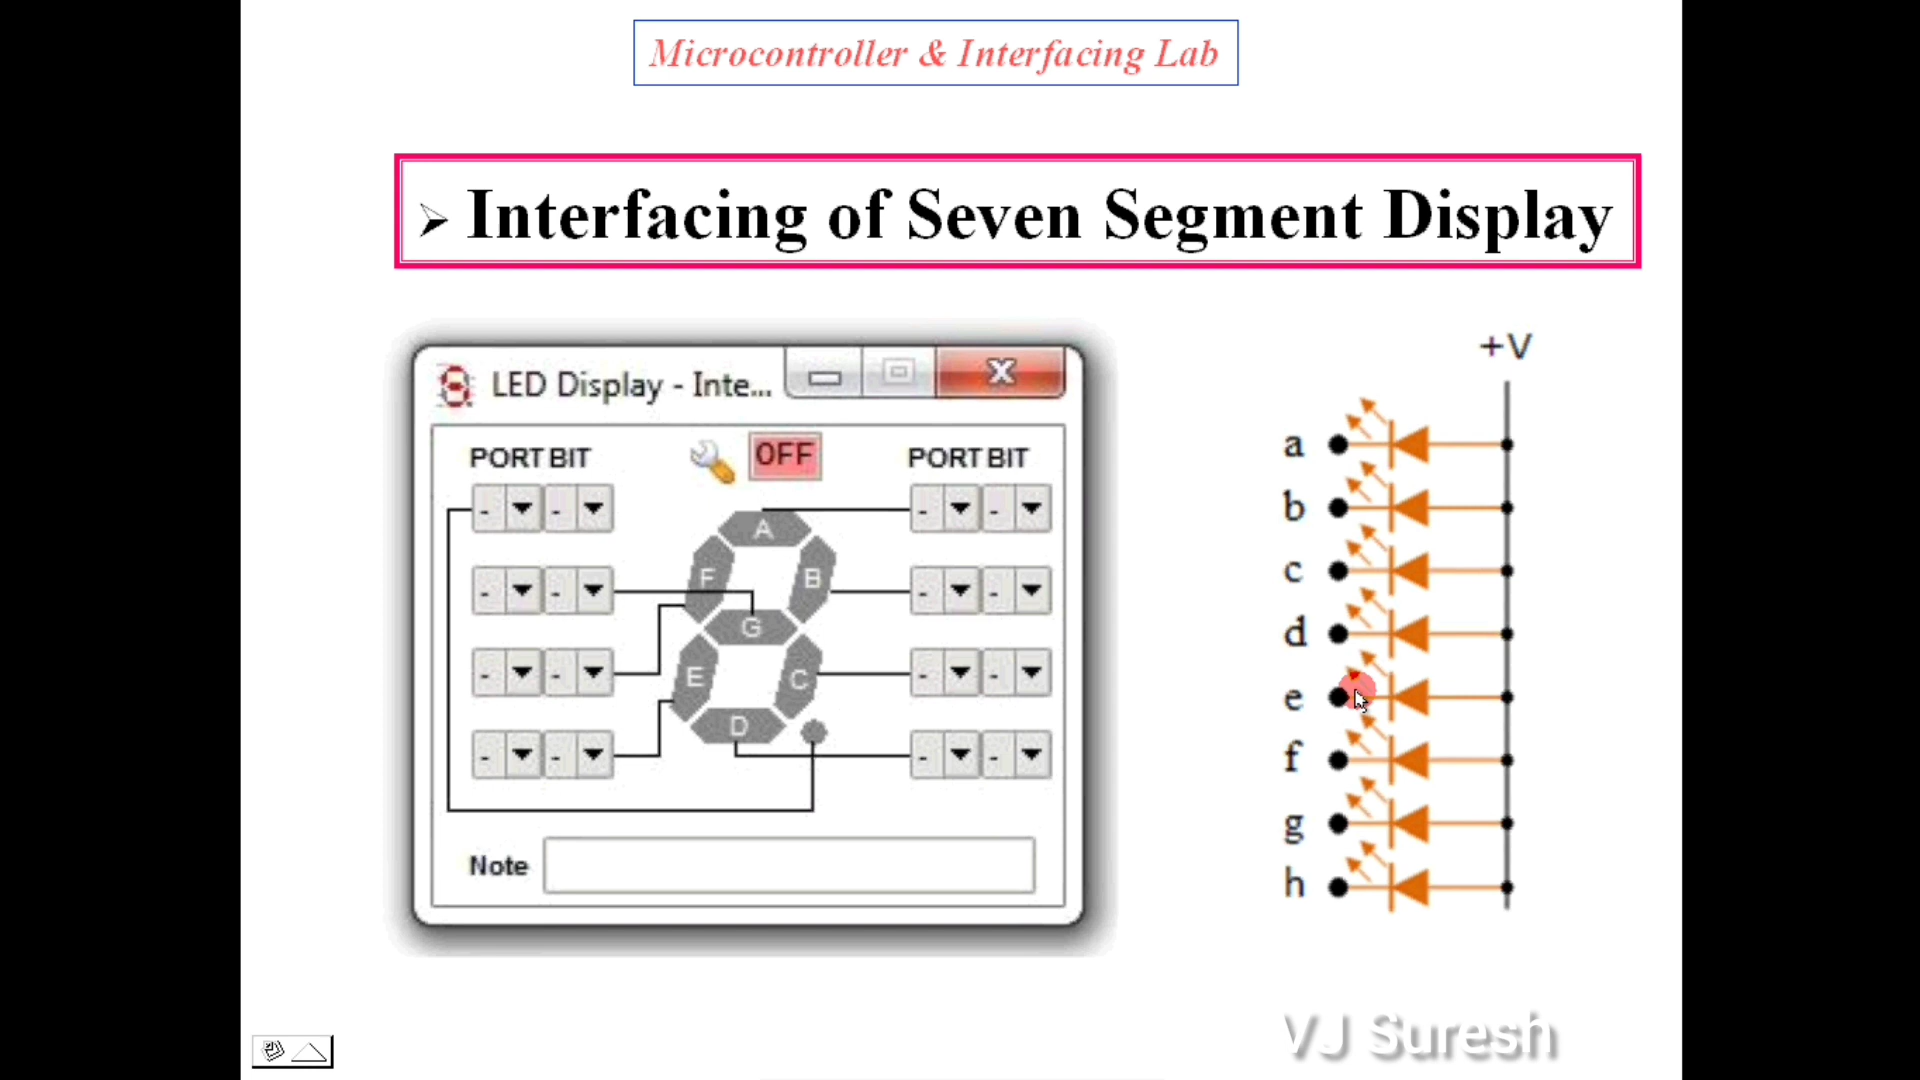 Microcontroller & Interfacing Lab
➢ Interfacing of Seven Segment Display
LED Display - Inte...
PORT BIT
OFF
PORT BIT
- - - -
A
F B
- - - -
G
E C
- - - -
D
- - - -
Note
+V
a
b
c
d
e
f
g
h
VJ Suresh